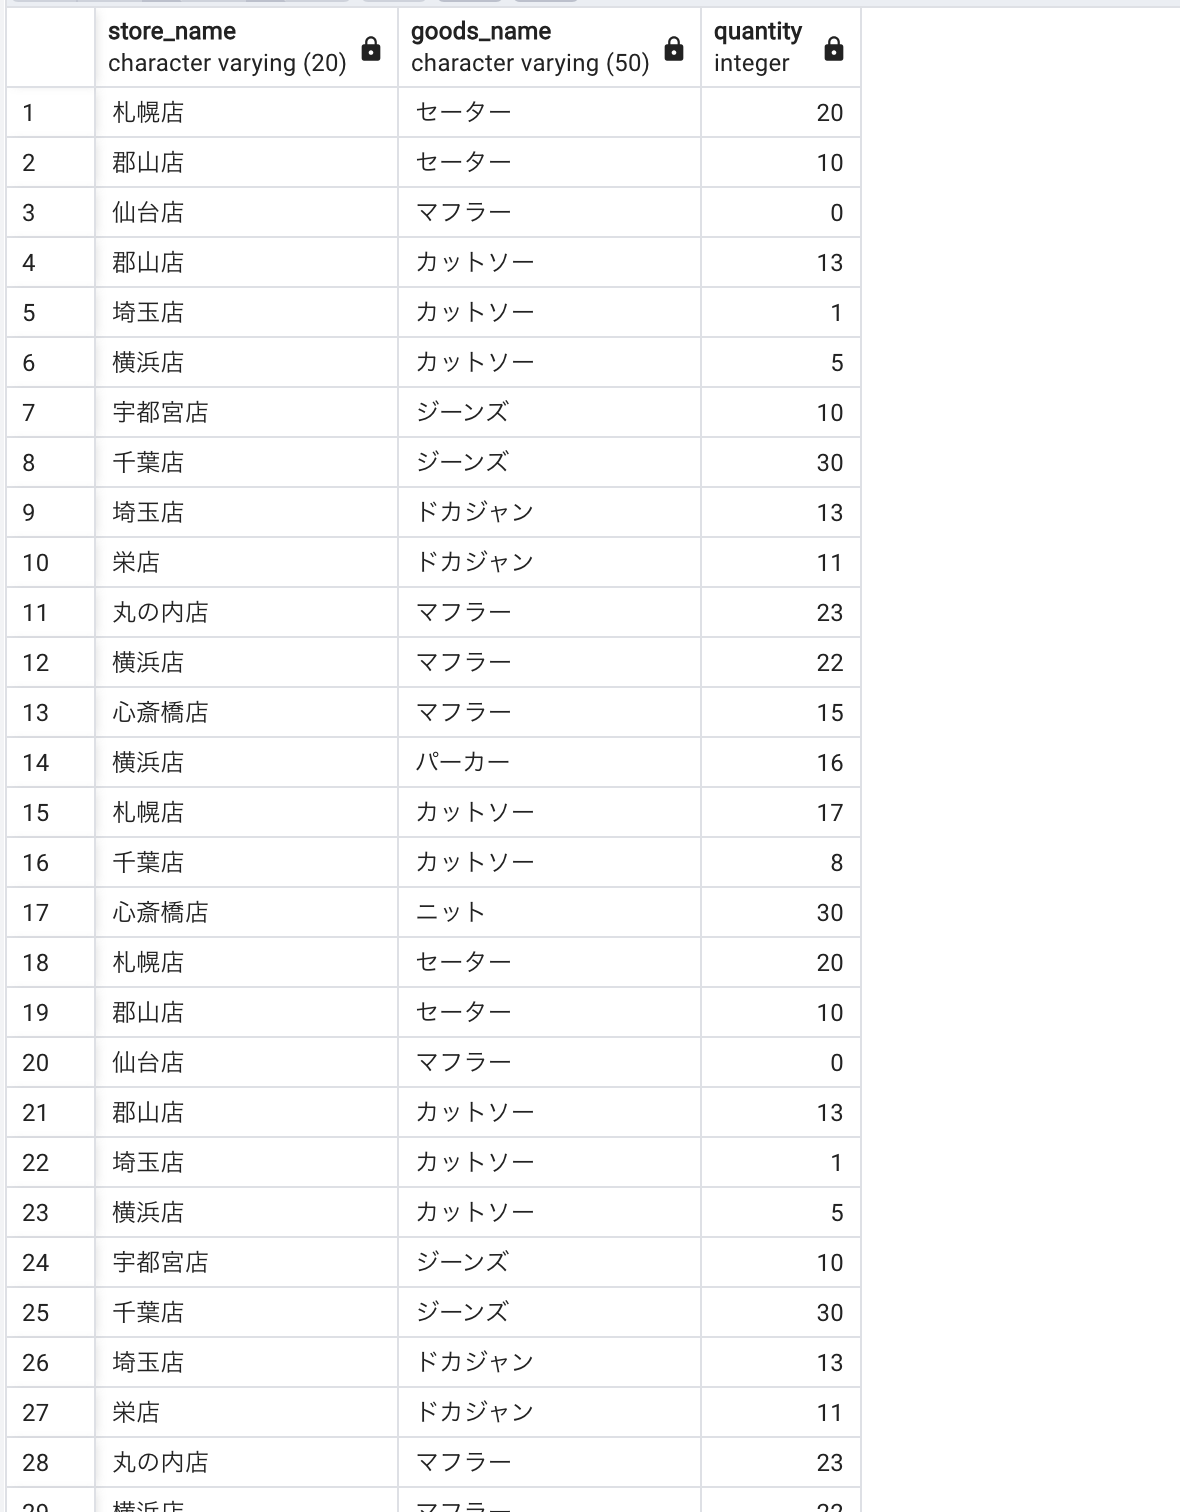 store_name goods_name quantity
character varying (20) character varying (50) integer
1 札幌店 セーター 20
2 郡山店 セーター 10
3 仙台店 マフラー 0
4 郡山店 カットソー 13
5 埼玉店 カットソー 1
6 横浜店 カットソー 5
7 宇都宮店 ジーンズ 10
8 千葉店 ジーンズ 30
9 埼玉店 ドカジャン 13
10 栄店 ドカジャン 11
11 丸の内店 マフラー 23
12 横浜店 マフラー 22
13 心斎橋店 マフラー 15
14 横浜店 パーカー 16
15 札幌店 カットソー 17
16 千葉店 カットソー 8
17 心斎橋店 ニット 30
18 札幌店 セーター 20
19 郡山店 セーター 10
20 仙台店 マフラー 0
21 郡山店 カットソー 13
22 埼玉店 カットソー 1
23 横浜店 カットソー 5
24 宇都宮店 ジーンズ 10
25 千葉店 ジーンズ 30
26 埼玉店 ドカジャン 13
27 栄店 ドカジャン 11
28 丸の内店 マフラー 23
29 横浜店 マフラー 22